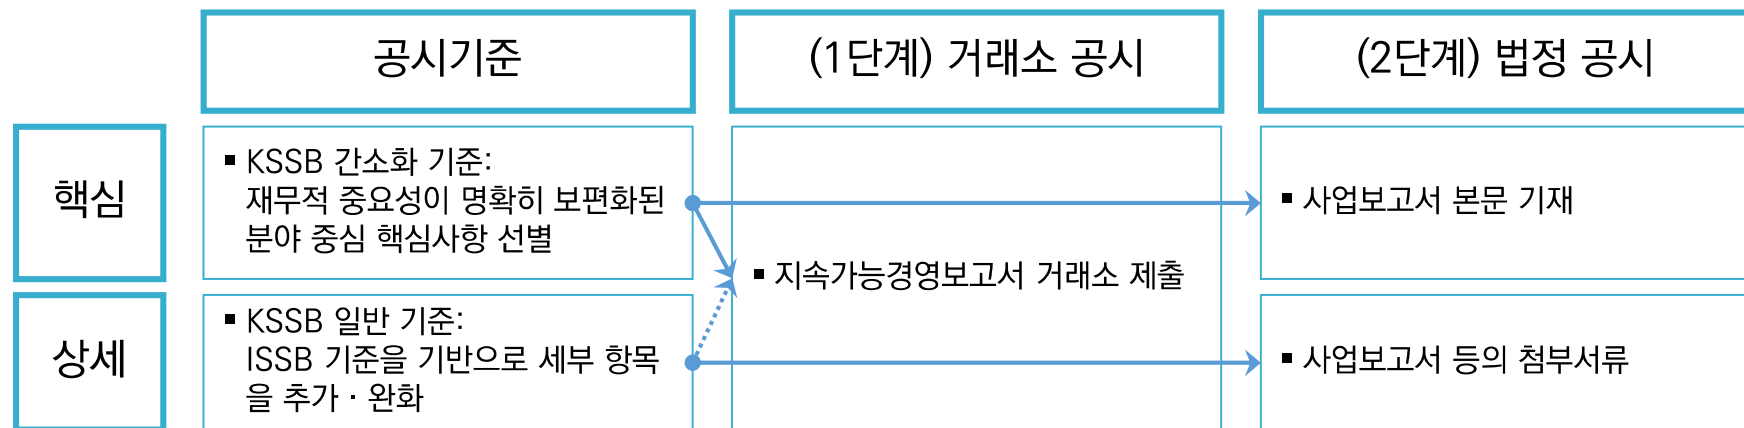 공시기준
(1단계) 거래소 공시
(2단계) 법정 공시
핵심
▪ KSSB 간소화 기준:
재무적 중요성이 명확히 보편화된
분야 중심 핵심사항 선별
▪ 지속가능경영보고서 거래소 제출
▪ 사업보고서 본문 기재
상세
▪ KSSB 일반 기준:
ISSB 기준을 기반으로 세부 항목
을 추가 · 완화
▪ 사업보고서 등의 첨부서류